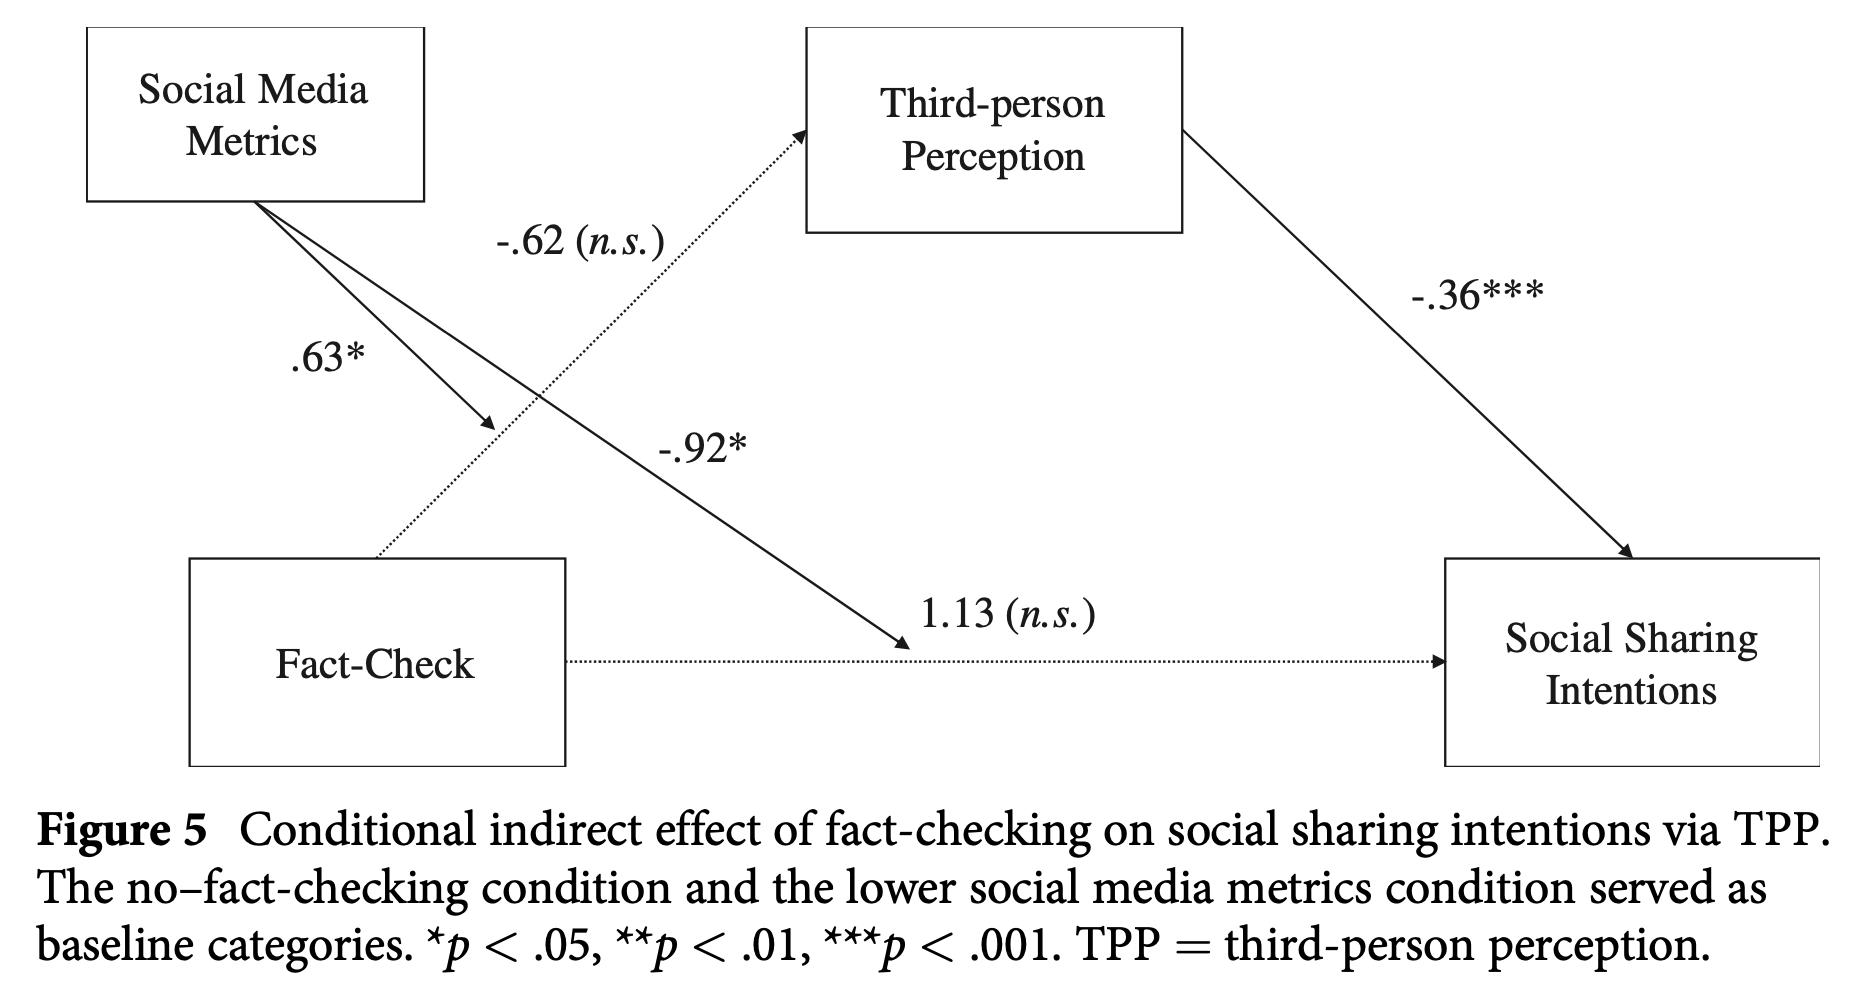 Social Media
Metrics
Third-person
Perception
-.62 (n.s.)
-.36***
.63*
-.92*
1.13 (n.s.)
Fact-Check
Social Sharing
Intentions
Figure 5 Conditional indirect effect of fact-checking on social sharing intentions via TPP.
The no–fact-checking condition and the lower social media metrics condition served as
baseline categories. *p < .05, **p < .01, ***p < .001. TPP = third-person perception.